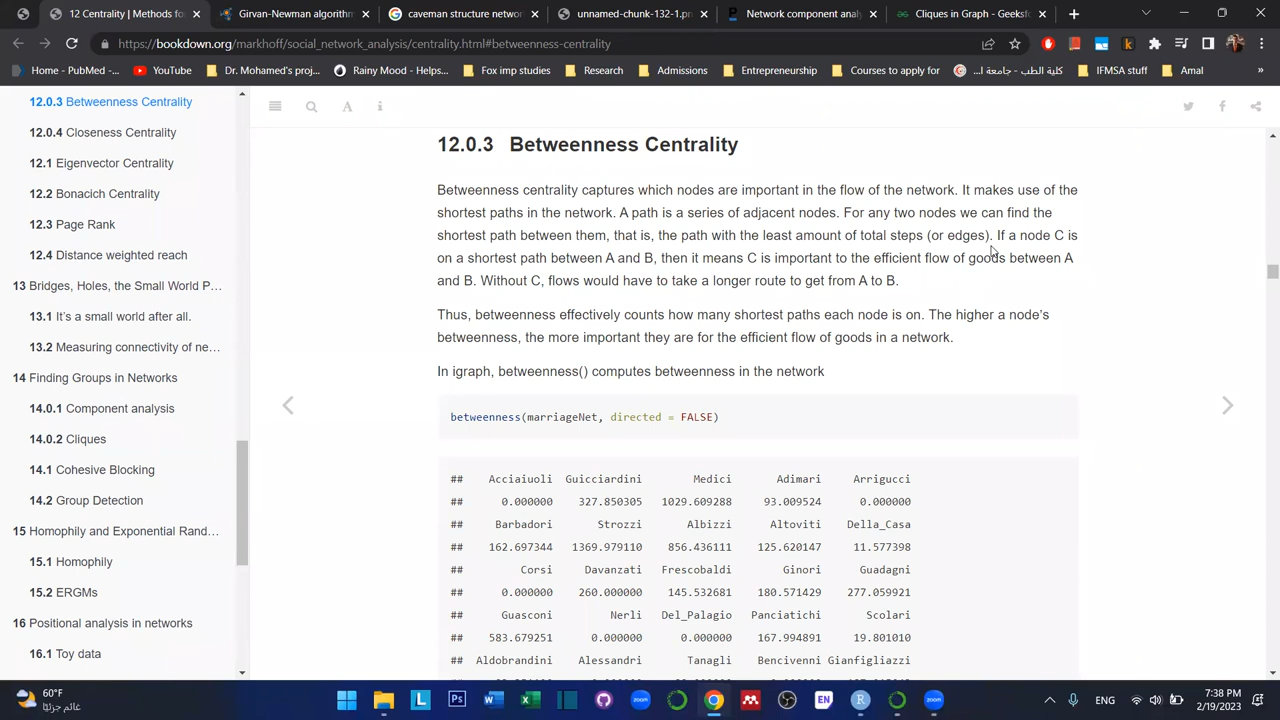 12 Centrality | Methods fo
Girvan-Newman algorithm
caveman structure networ
unnamed-chunk-132-1.pn
Network component analy
Cliques in Graph - Geeksfo
https://bookdown.org/markhoff/social_network_analysis/centrality.html#betweenness-centrality
Home - PubMed -...
YouTube
Dr. Mohamed's proj...
Rainy Mood - Helps...
Fox imp studies
Research
Admissions
Entrepreneurship
Courses to apply for
كلية الطب - جامعة ا...
IFMSA stuff
Amal
»
12.0.3 Betweenness Centrality
12.0.4 Closeness Centrality
12.1 Eigenvector Centrality
12.2 Bonacich Centrality
12.3 Page Rank
12.4 Distance weighted reach
13 Bridges, Holes, the Small World P...
13.1 It's a small world after all.
13.2 Measuring connectivity of ne...
14 Finding Groups in Networks
14.0.1 Component analysis
14.0.2 Cliques
14.1 Cohesive Blocking
14.2 Group Detection
15 Homophily and Exponential Rand...
15.1 Homophily
15.2 ERGMs
16 Positional analysis in networks
16.1 Toy data
12.0.3 Betweenness Centrality
Betweenness centrality captures which nodes are important in the flow of the network. It makes use of the
shortest paths in the network. A path is a series of adjacent nodes. For any two nodes we can find the
shortest path between them, that is, the path with the least amount of total steps (or edges). If a node C is
on a shortest path between A and B, then it means C is important to the efficient flow of goods between A
and B. Without C, flows would have to take a longer route to get from A to B.
Thus, betweenness effectively counts how many shortest paths each node is on. The higher a node's
betweenness, the more important they are for the efficient flow of goods in a network.
In igraph, betweenness() computes betweenness in the network
betweenness(marriageNet, directed = FALSE)
## Acciaiuoli Guicciardini Medici Adimari Arrigucci
## 0.000000 327.850305 1029.609288 93.009524 0.000000
## Barbadori Strozzi Albizzi Altoviti Della_Casa
## 162.697344 1369.979110 856.436111 125.620147 11.577398
## Corsi Davanzati Frescobaldi Ginori Guadagni
## 0.000000 260.000000 145.532681 180.571429 277.059921
## Guasconi Nerli Del_Palagio Panciatichi Scolari
## 583.679251 0.000000 0.000000 167.994891 19.801010
## Aldobrandini Alessandri Tanagli Bencivenni Gianfigliazzi
60°F
غائم جزئيًا
ENG
7:38 PM
2/19/2023